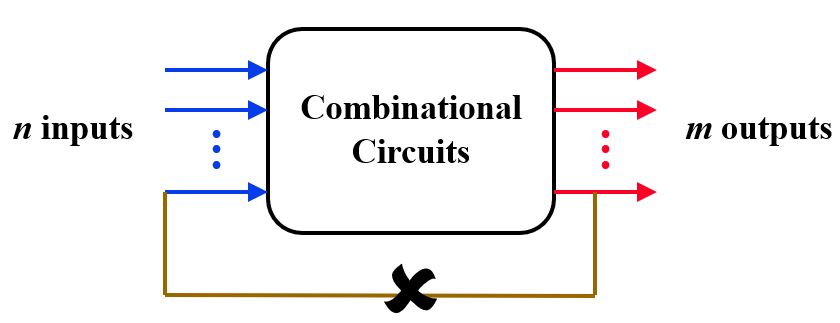 n inputs
Combinational
Circuits
m outputs